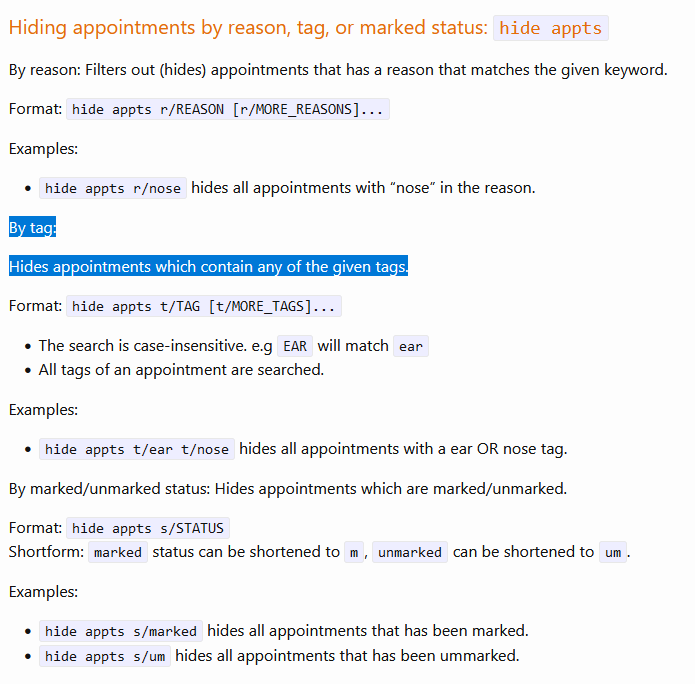 Hiding appointments by reason, tag, or marked status: hide appts
By reason: Filters out (hides) appointments that has a reason that matches the given keyword.
Format: hide appts r/REASON [r/MORE_REASONS]...
Examples:
• hide appts r/nose hides all appointments with “nose” in the reason.
By tag:
Hides appointments which contain any of the given tags.
Format: hide appts t/TAG [t/MORE_TAGS]...
• The search is case-insensitive. e.g EAR will match ear
• All tags of an appointment are searched.
Examples:
• hide appts t/ear t/nose hides all appointments with a ear OR nose tag.
By marked/unmarked status: Hides appointments which are marked/unmarked.
Format: hide appts s/STATUS
Shortform: marked status can be shortened to m, unmarked can be shortened to um.
Examples:
• hide appts s/marked hides all appointments that has been marked.
• hide appts s/um hides all appointments that has been ummarked.